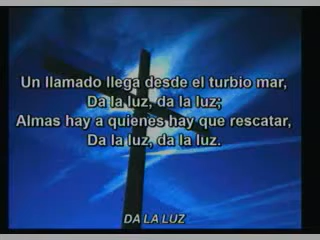 Un llamado llega desde el turbio mar,
Da la luz, da la luz;
Almas hay a quienes hay que rescatar,
Da la luz, da la luz.
DA LA LUZ